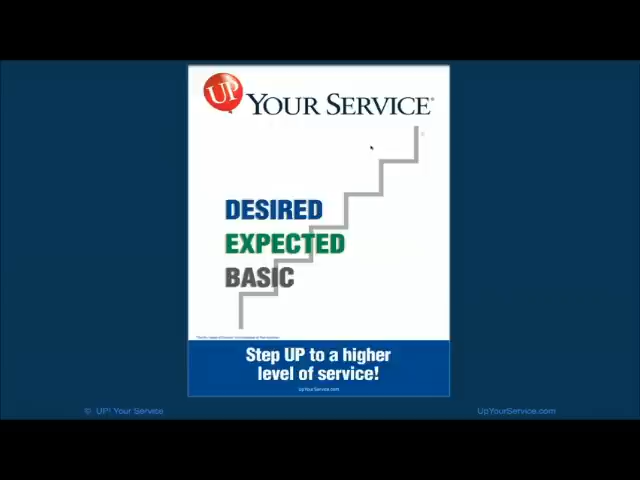 UP YOUR SERVICE®
DESIRED
EXPECTED
BASIC
Step UP to a higher
level of service!
UpYourService.com
© UP! Your Service
UpYourService.com